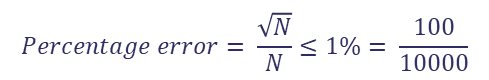 Percentage error = √N / N ≤ 1% = 100 / 10000